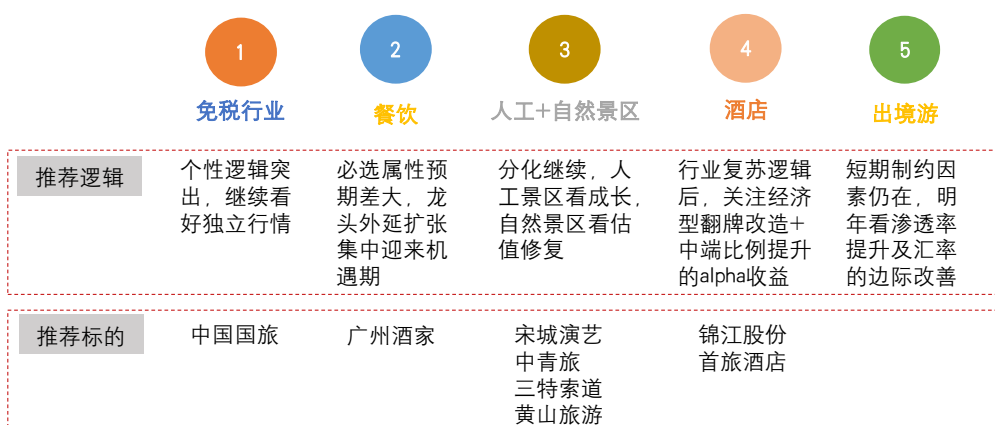 1
2
3
4
5
免税行业
餐饮
人工+自然景区
酒店
出境游
推荐逻辑
个性逻辑突
出，继续看
好独立行情
必选属性预
期差大，龙
头外延扩张
集中迎来机
遇期
分化继续，人
工景区看成长，
自然景区看估
值修复
行业复苏逻辑
后，关注经济
型翻牌改造+
中端比例提升
的alpha收益
短期制约因
素仍在，明
年看渗透率
提升及汇率
的边际改善
推荐标的
中国国旅
广州酒家
宋城演艺
中青旅
三特索道
黄山旅游
锦江股份
首旅酒店